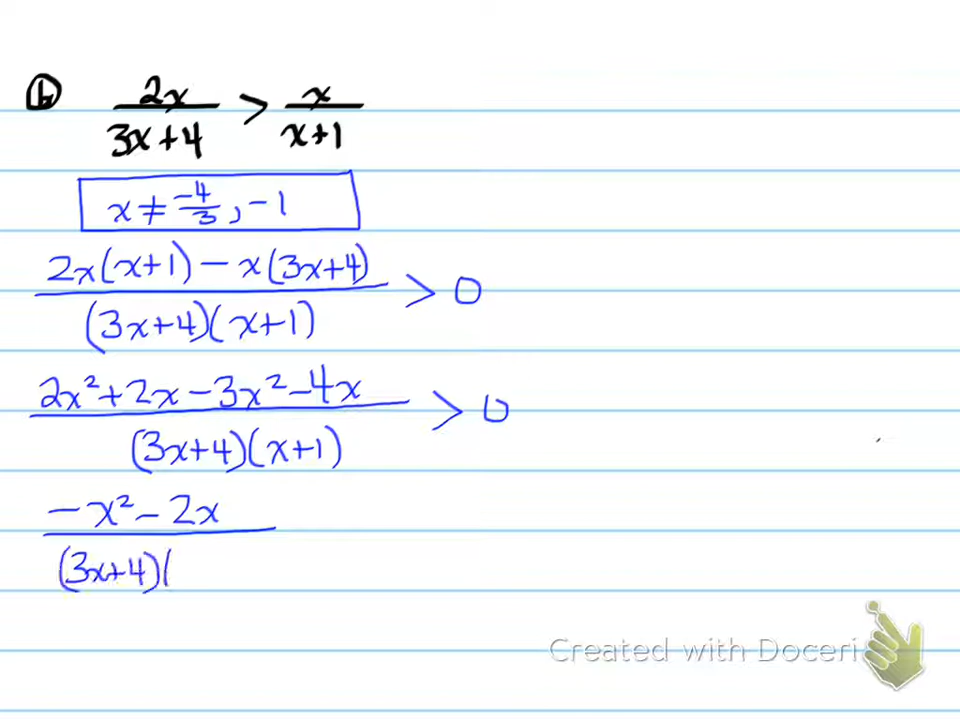 (b) 2x/(3x+4) > x/(x+1)
x ≠ -4/3, -1
(2x(x+1) - x(3x+4))/((3x+4)(x+1)) > 0
(2x² + 2x - 3x² - 4x)/((3x+4)(x+1)) > 0
-x² - 2x
(3x+4)(
Created with Doceri